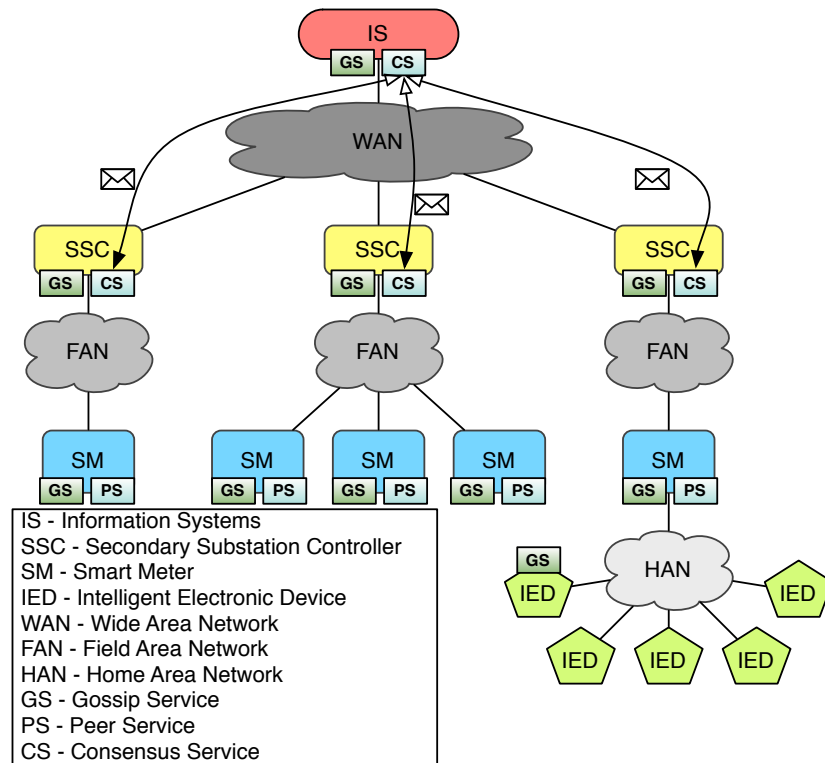 IS
GS CS
WAN
SSC SSC SSC
GS CS GS CS GS CS
FAN FAN FAN
SM SM SM SM SM
GS PS GS PS GS PS GS PS GS PS
IS - Information Systems
SSC - Secondary Substation Controller
SM - Smart Meter
IED - Intelligent Electronic Device
WAN - Wide Area Network
FAN - Field Area Network
HAN - Home Area Network
GS - Gossip Service
PS - Peer Service
CS - Consensus Service
GS
IED HAN IED
IED IED IED